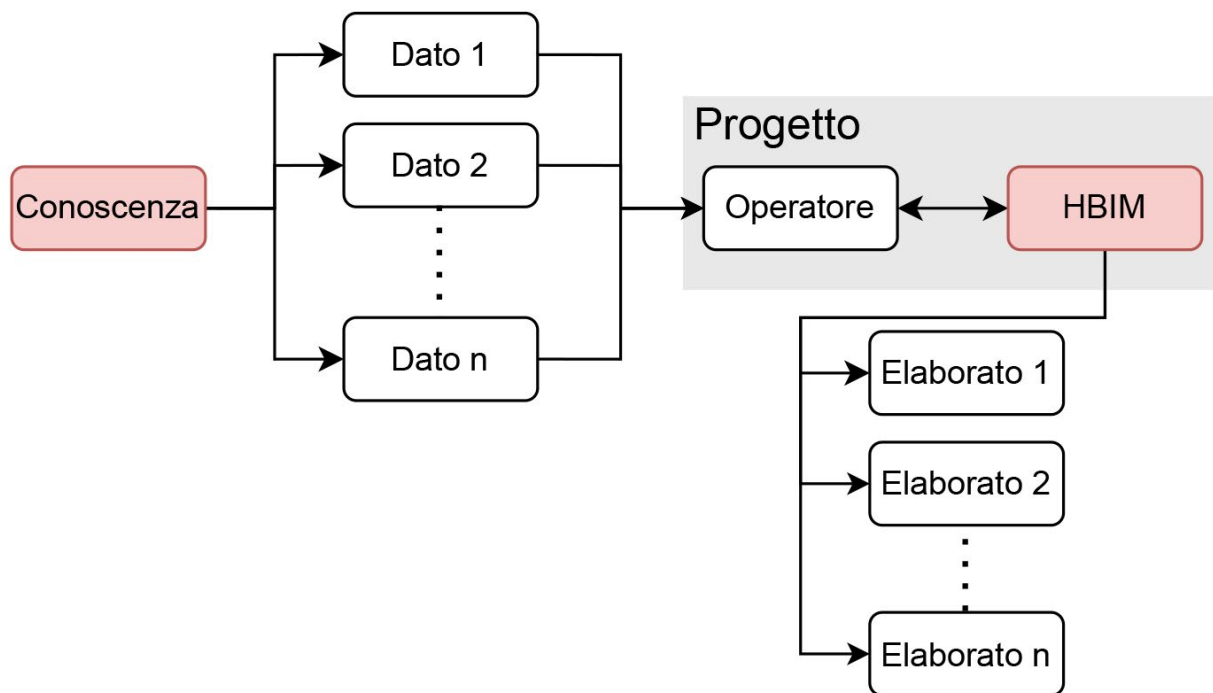 Dato 1
Progetto
Dato 2
Conoscenza
Operatore
HBIM
Dato n
Elaborato 1
Elaborato 2
Elaborato n